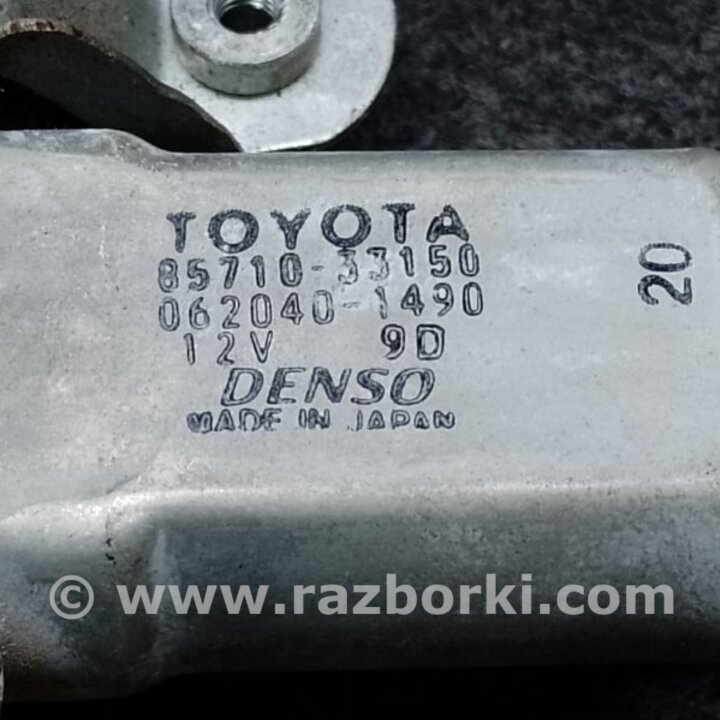 TOYOTA
85710-33150
062040-1490
12V 9D
DENSO
MADE IN JAPAN
20
© www.razborki.com